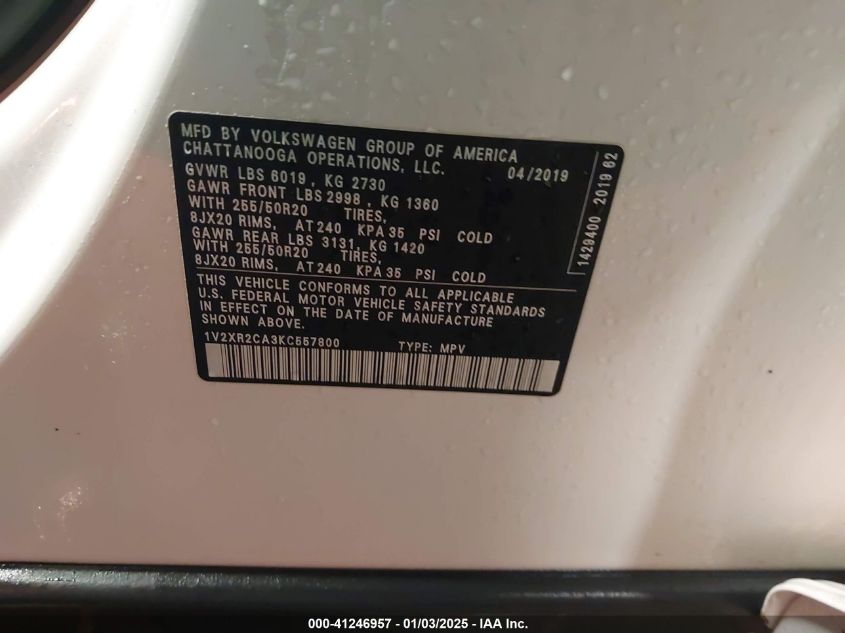 MFD BY VOLKSWAGEN GROUP OF AMERICA
CHATTANOOGA OPERATIONS, LLC.
04/2019
GVWR LBS 6019 , KG 2730
GAWR FRONT LBS 2998 , KG 1360
WITH 255/50R20 TIRES,
8JX20 RIMS, AT 240 KPA 35 PSI COLD
GAWR REAR LBS 3131, KG 1420
WITH 255/50R20 TIRES,
8JX20 RIMS, AT 240 KPA 35 PSI COLD
THIS VEHICLE CONFORMS TO ALL APPLICABLE
U.S. FEDERAL MOTOR VEHICLE SAFETY STANDARDS
IN EFFECT ON THE DATE OF MANUFACTURE
SHOWN ABOVE.
1V2XR2CA3KC557800 TYPE: MPV
1429400 2019 62
000-41246957 - 01/03/2025 - IAA Inc.